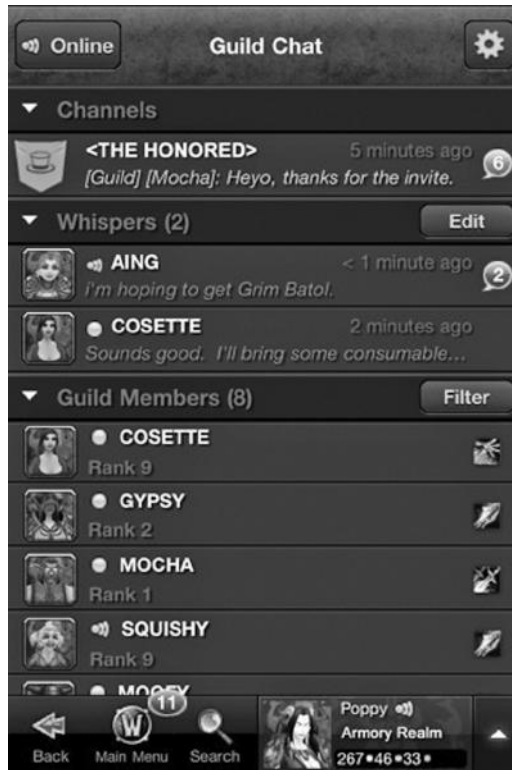 Online
Guild Chat
Channels
<THE HONORED> 5 minutes ago
6
[Guild] [Mocha]: Heyo, thanks for the invite.
Whispers (2) Edit
AING < 1 minute ago
2
i'm hoping to get Grim Batol.
COSETTE 2 minutes ago
Sounds good. I'll bring some consumable...
Guild Members (8) Filter
COSETTE
Rank 9
GYPSY
Rank 2
MOCHA
Rank 1
SQUISHY
Rank 9
MOOEY
11
W
Back Main Menu Search
Poppy
Armory Realm
267 46 33